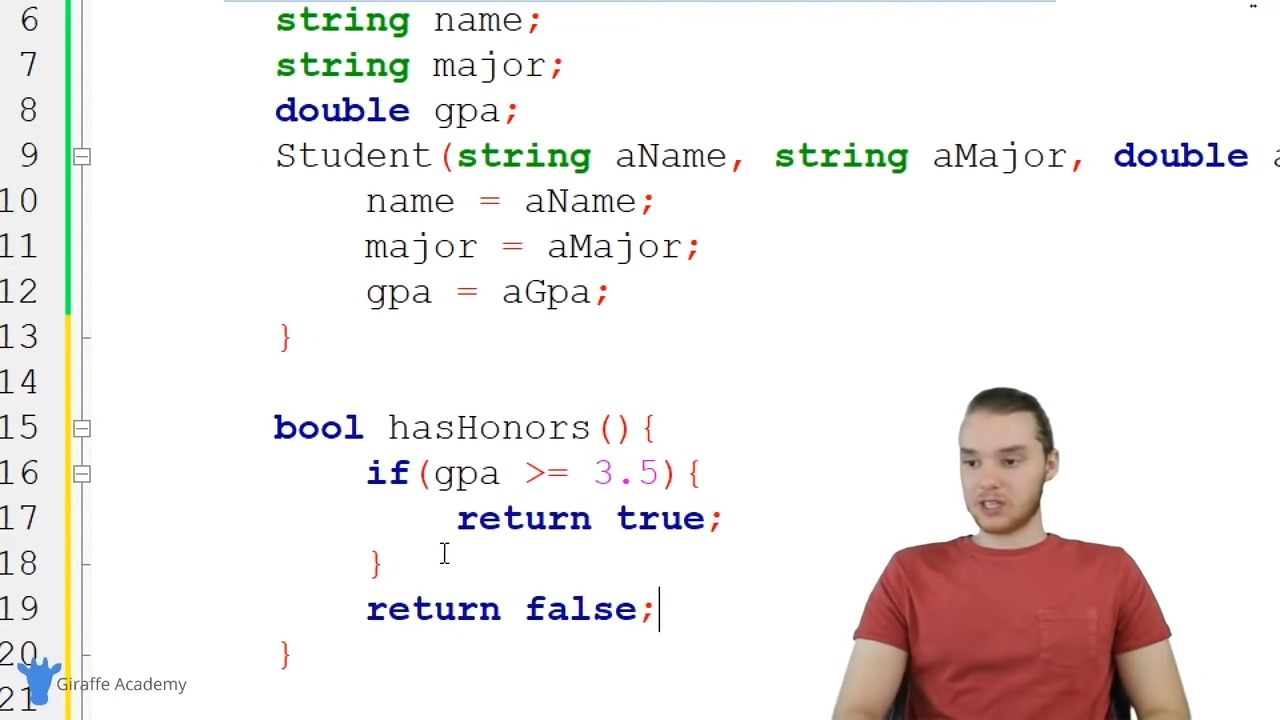 6 string name;
7 string major;
8 double gpa;
9 Student(string aName, string aMajor, double a
10 name = aName;
11 major = aMajor;
12 gpa = aGpa;
13 }
14
15 bool hasHonors(){
16 if(gpa >= 3.5){
17 return true;
18 }
19 return false;
20 }
21
Giraffe Academy